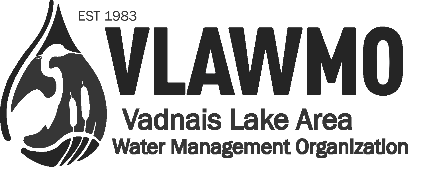 EST 1983
VLAWMO
Vadnais Lake Area
Water Management Organization